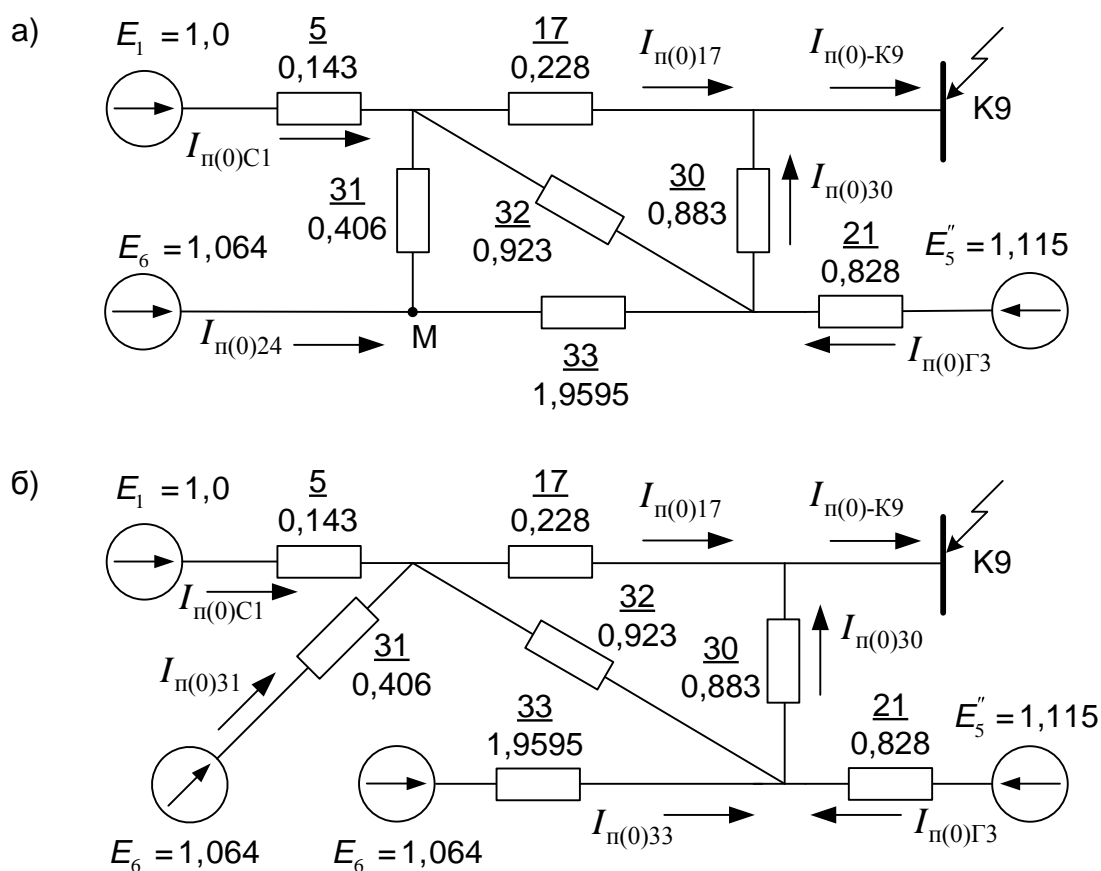 а)
E₁ = 1,0
5
0,143
17
0,228
Iп(0)17
Iп(0)-К9
К9
Iп(0)С1
31
0,406
32
0,923
30
0,883
Iп(0)30
21
0,828
E₅″ = 1,115
E₆ = 1,064
Iп(0)24
М
33
1,9595
Iп(0)Г3
б)
E₁ = 1,0
5
0,143
17
0,228
Iп(0)17
Iп(0)-К9
К9
Iп(0)С1
Iп(0)31
31
0,406
32
0,923
30
0,883
Iп(0)30
33
1,9595
21
0,828
E₅″ = 1,115
Iп(0)33
Iп(0)Г3
E₆ = 1,064
E₆ = 1,064